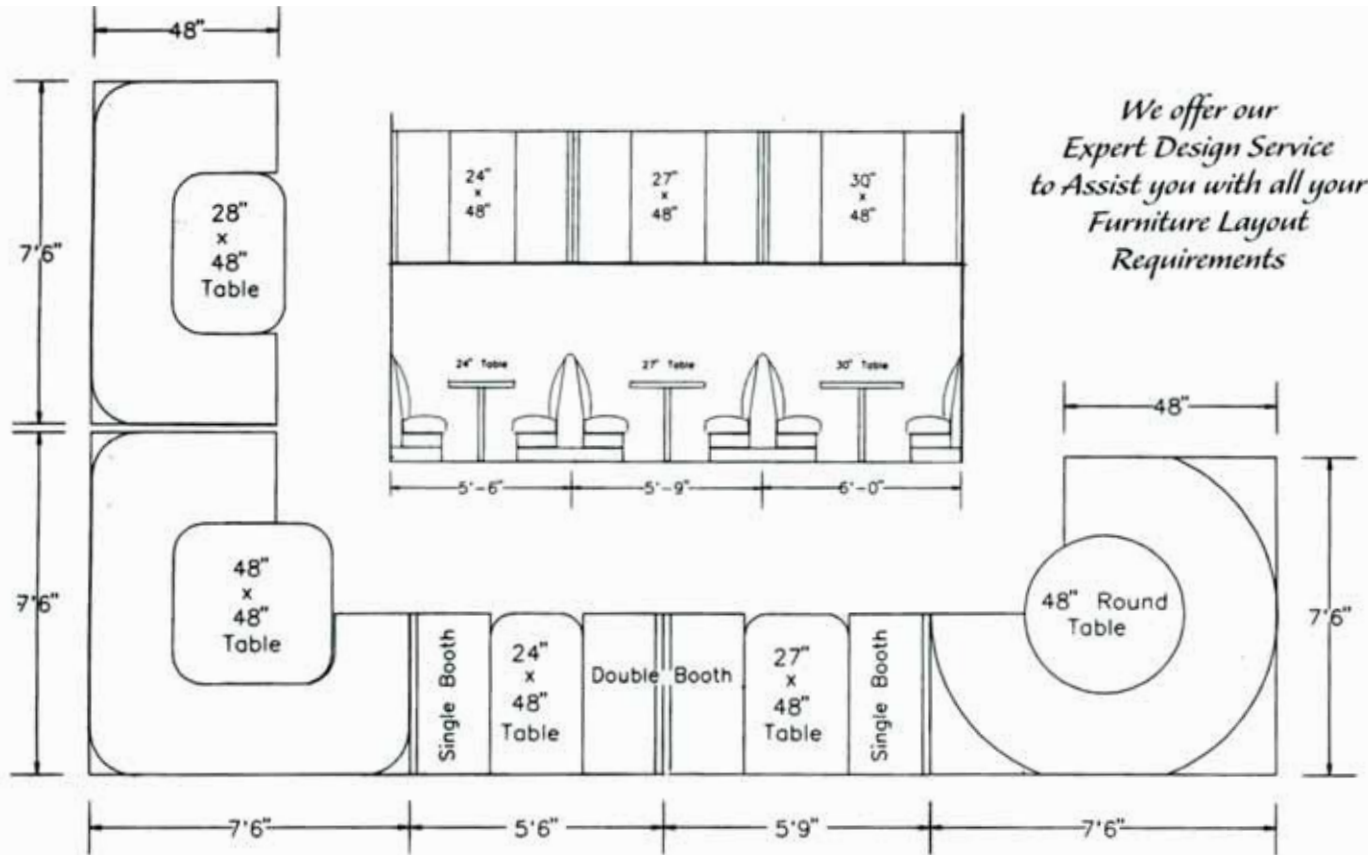 48"
7'6"
28"
x
48"
Table
24"
x
48"
27"
x
48"
30"
x
48"
We offer our
Expert Design Service
to Assist you with all your
Furniture Layout
Requirements
24" Table
27" Table
30" Table
5'-6"
5'-9"
6'-0"
48"
7'6"
48"
x
48"
Table
Single Booth
24"
x
48"
Table
Double Booth
27"
x
48"
Table
Single Booth
48" Round
Table
7'6"
7'6"
5'6"
5'9"
7'6"